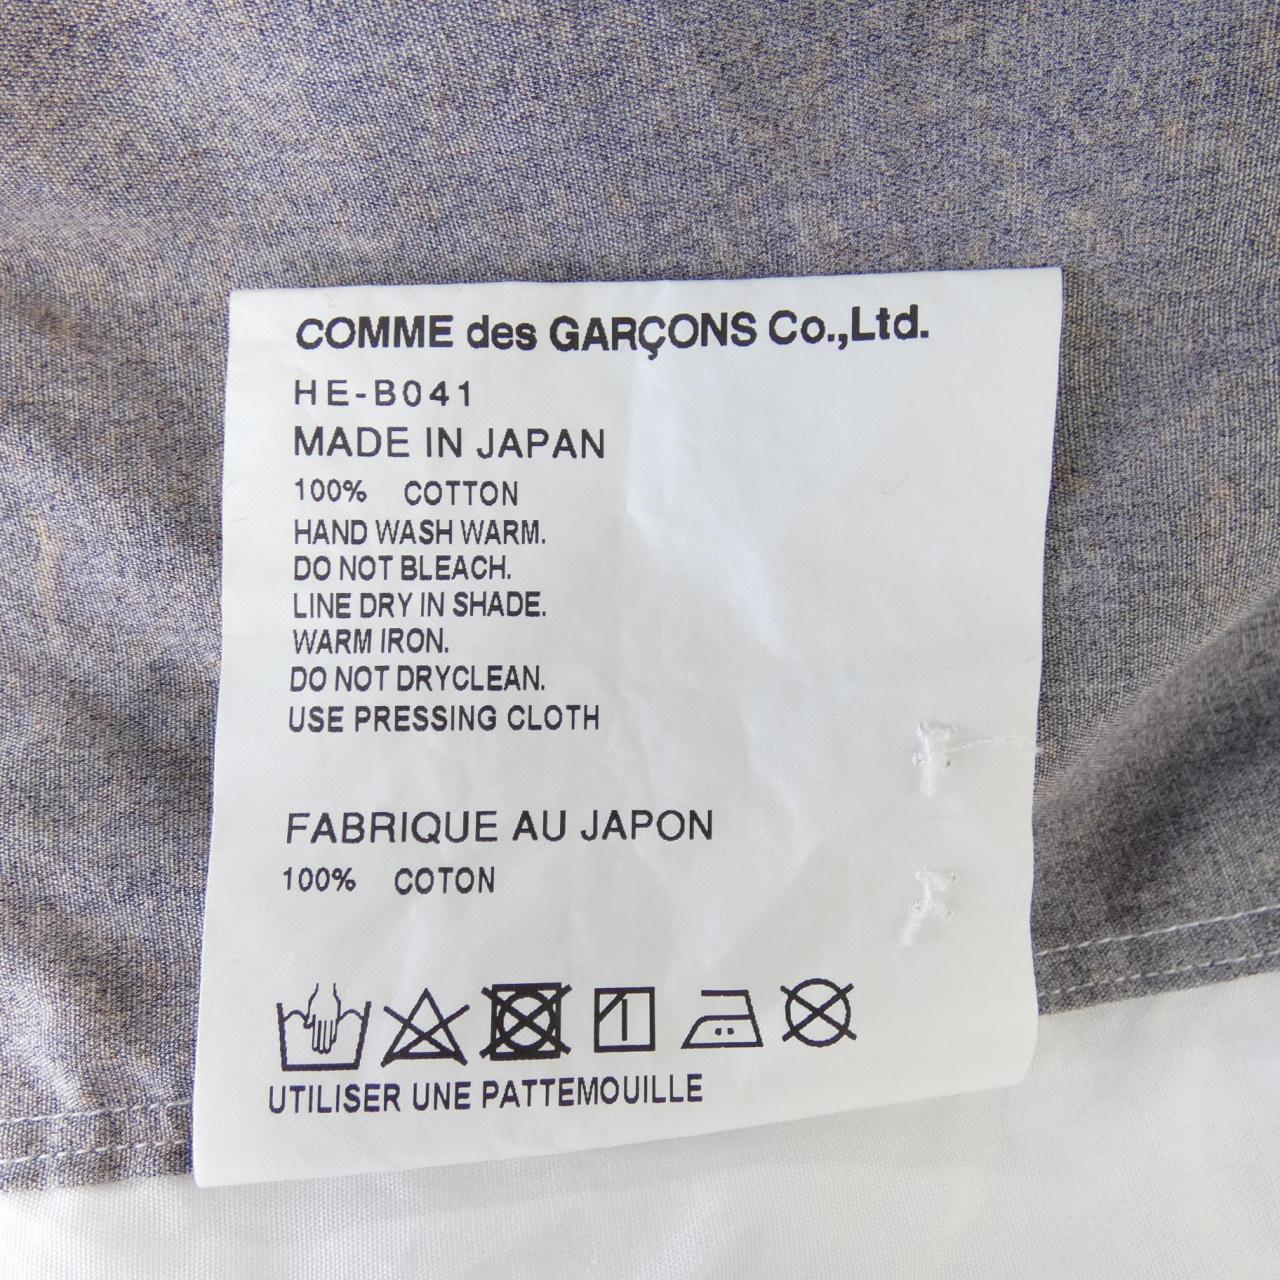 COMME des GARÇONS Co.,Ltd.
HE-B041
MADE IN JAPAN
100% COTTON
HAND WASH WARM.
DO NOT BLEACH.
LINE DRY IN SHADE.
WARM IRON.
DO NOT DRYCLEAN.
USE PRESSING CLOTH
FABRIQUE AU JAPON
100% COTON
UTILISER UNE PATTEMOUILLE